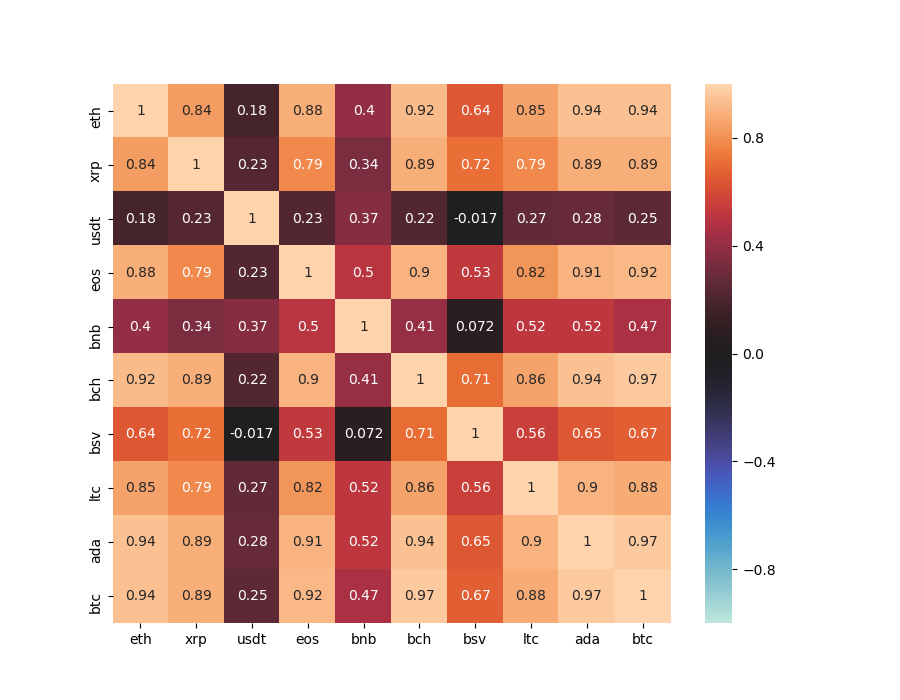 eth 1 0.84 0.18 0.88 0.4 0.92 0.64 0.85 0.94 0.94
xrp 0.84 1 0.23 0.79 0.34 0.89 0.72 0.79 0.89 0.89
usdt 0.18 0.23 1 0.23 0.37 0.22 -0.017 0.27 0.28 0.25
eos 0.88 0.79 0.23 1 0.5 0.9 0.53 0.82 0.91 0.92
bnb 0.4 0.34 0.37 0.5 1 0.41 0.072 0.52 0.52 0.47
bch 0.92 0.89 0.22 0.9 0.41 1 0.71 0.86 0.94 0.97
bsv 0.64 0.72 -0.017 0.53 0.072 0.71 1 0.56 0.65 0.67
ltc 0.85 0.79 0.27 0.82 0.52 0.86 0.56 1 0.9 0.88
ada 0.94 0.89 0.28 0.91 0.52 0.94 0.65 0.9 1 0.97
btc 0.94 0.89 0.25 0.92 0.47 0.97 0.67 0.88 0.97 1
eth xrp usdt eos bnb bch bsv ltc ada btc
0.8
0.4
0.0
−0.4
−0.8